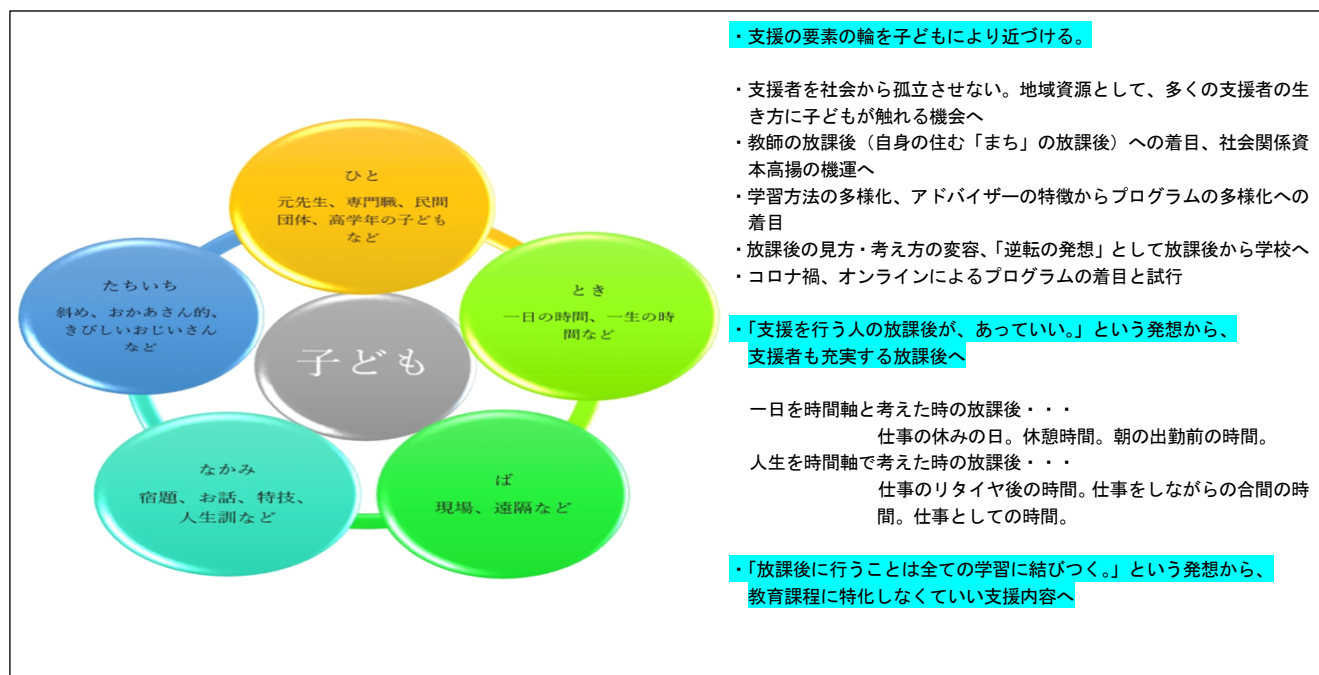 ひと
元先生、専門職、民間
団体、高学年の子ども
など
たちいち
斜め、おかあさん的、
きびしいおじいさん
など
とき
一日の時間、一生の時
間など
子ども
なかみ
宿題、お話、特技、
人生訓など
ば
現場、遠隔など
・支援の要素の輪を子どもにより近づける。
・支援者を社会から孤立させない。地域資源として、多くの支援者の生
き方に子どもが触れる機会へ
・教師の放課後（自身の住む「まち」の放課後）への着目、社会関係資
本高揚の機運へ
・学習方法の多様化、アドバイザーの特徴からプログラムの多様化への
着目
・放課後の見方・考え方の変容、「逆転の発想」として放課後から学校へ
・コロナ禍、オンラインによるプログラムの着目と試行
・「支援を行う人の放課後が、あっていい。」という発想から、
支援者も充実する放課後へ
一日を時間軸と考えた時の放課後・・・
仕事の休みの日。休憩時間。朝の出勤前の時間。
人生を時間軸で考えた時の放課後・・・
仕事のリタイヤ後の時間。仕事をしながらの合間の時
間。仕事としての時間。
・「放課後に行うことは全ての学習に結びつく。」という発想から、
教育課程に特化しなくていい支援内容へ